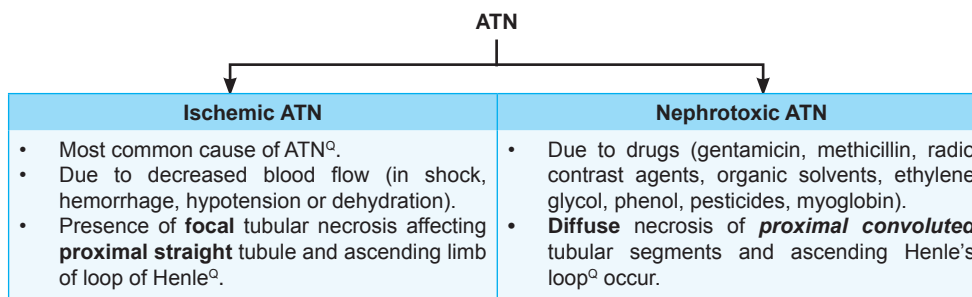 ATN
Ischemic ATN
• Most common cause of ATNQ.
• Due to decreased blood flow (in shock,
hemorrhage, hypotension or dehydration).
• Presence of focal tubular necrosis affecting
proximal straight tubule and ascending limb
of loop of HenleQ.
Nephrotoxic ATN
• Due to drugs (gentamicin, methicillin, radio
contrast agents, organic solvents, ethylene
glycol, phenol, pesticides, myoglobin).
• Diffuse necrosis of proximal convoluted
tubular segments and ascending Henle's
loopQ occur.